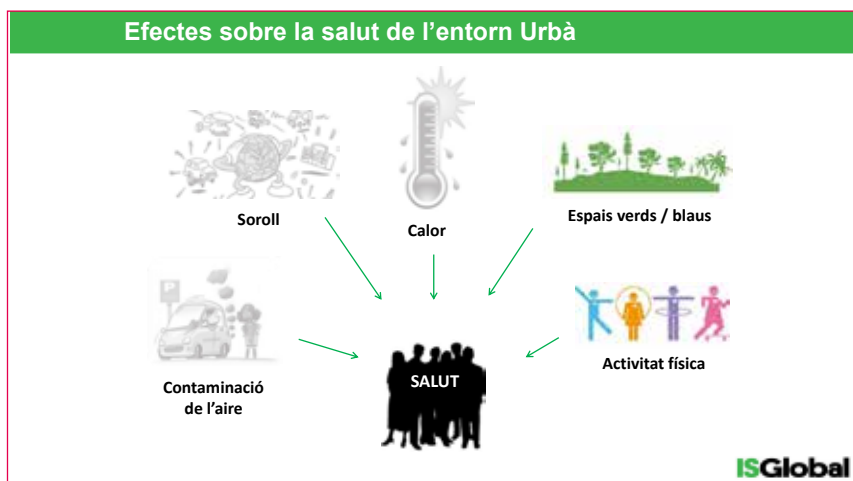 Efectes sobre la salut de l'entorn Urbà
Soroll
Calor
Espais verds / blaus
Contaminació
de l'aire
SALUT
Activitat física
P
ISGlobal